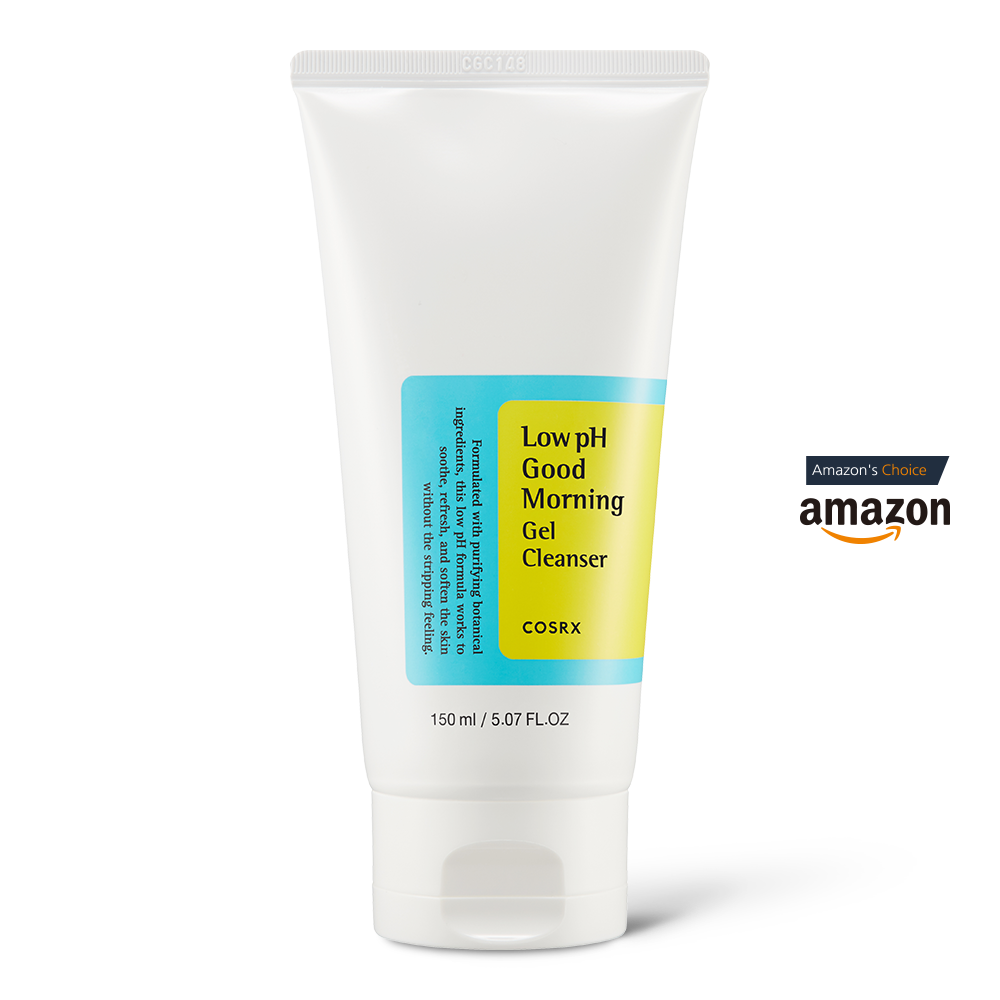 CGC148
Low pH
Good
Morning
Gel
Cleanser
COSRX
Formulated with purifying botanical
ingredients, this low pH formula works to
soothe, refresh, and soften the skin
without the stripping feeling.
150 ml / 5.07 FL.OZ
Amazon's Choice
amazon